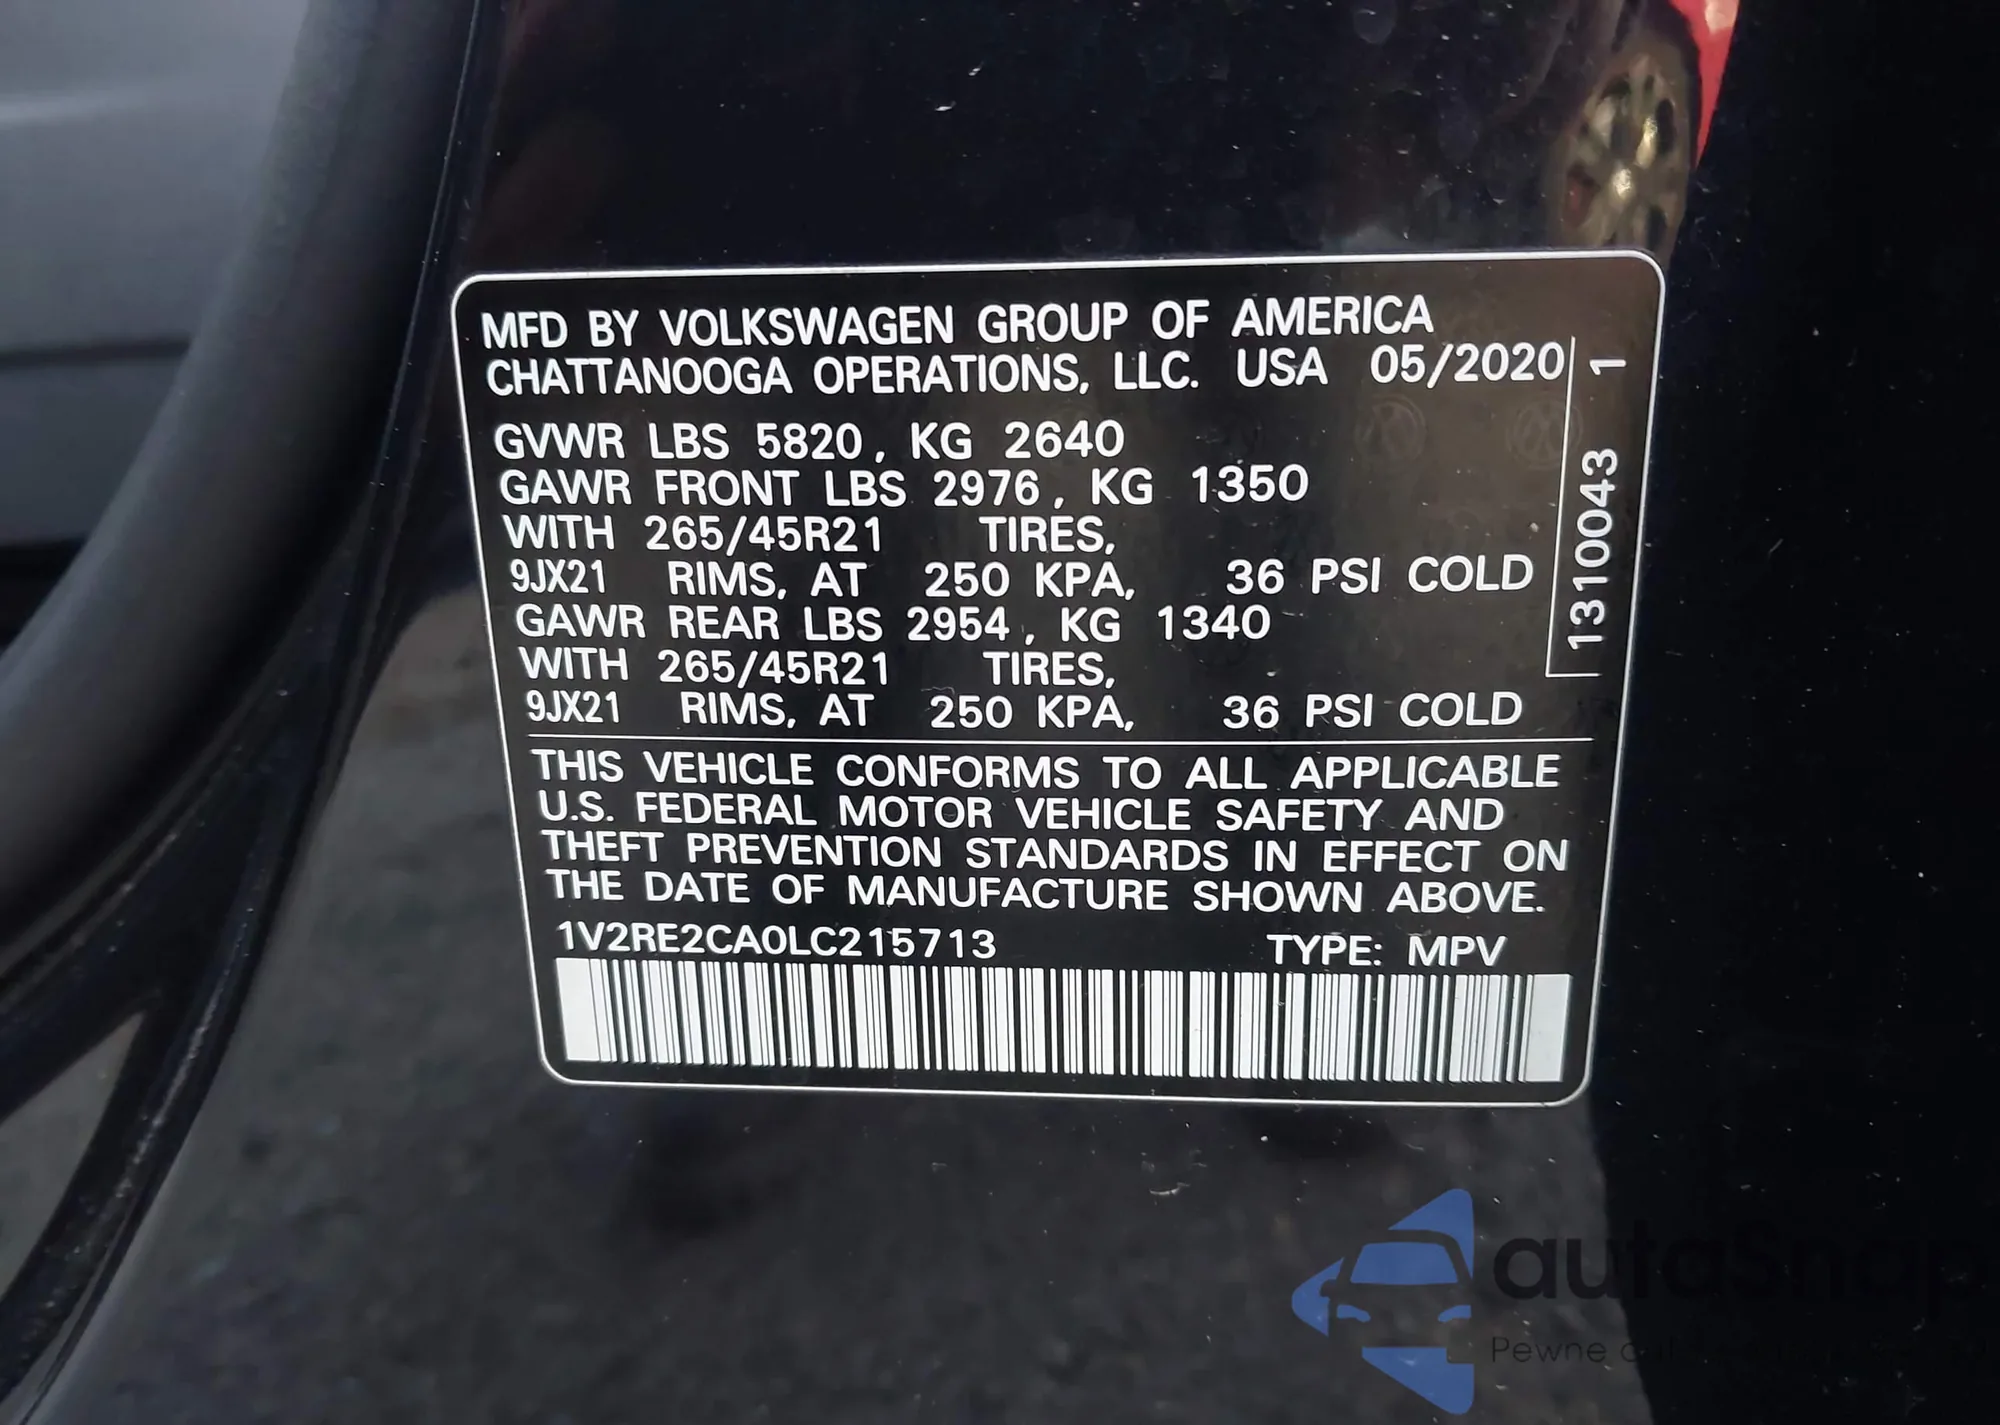 MFD BY VOLKSWAGEN GROUP OF AMERICA
CHATTANOOGA OPERATIONS, LLC. USA 05/2020
GVWR LBS 5820, KG 2640
GAWR FRONT LBS 2976, KG 1350
WITH 265/45R21 TIRES,
9JX21 RIMS, AT 250 KPA, 36 PSI COLD
GAWR REAR LBS 2954, KG 1340
WITH 265/45R21 TIRES,
9JX21 RIMS, AT 250 KPA, 36 PSI COLD
1310043 1
THIS VEHICLE CONFORMS TO ALL APPLICABLE
U.S. FEDERAL MOTOR VEHICLE SAFETY AND
THEFT PREVENTION STANDARDS IN EFFECT ON
THE DATE OF MANUFACTURE SHOWN ABOVE.
1V2RE2CA0LC215713 TYPE: MPV
autosnap
Pewne